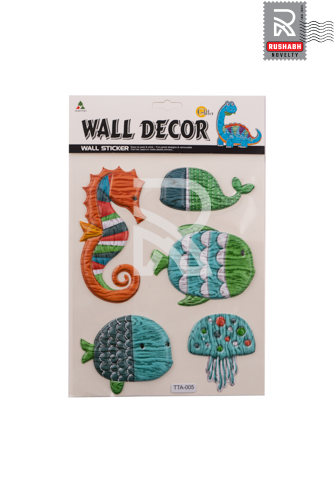 RUSHABH
NOVELTY
WALL DECOR
WALL STICKER
TTA-005